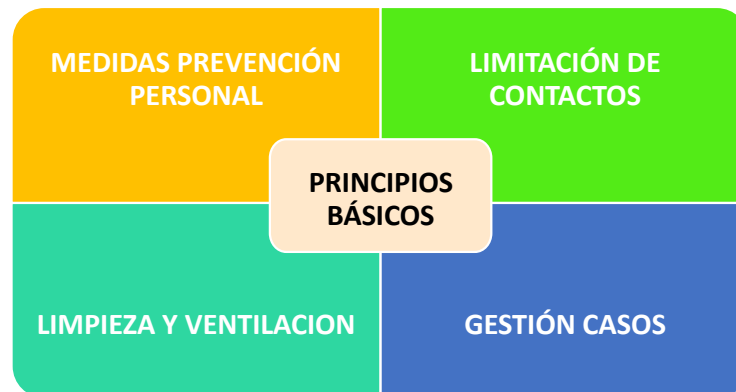 MEDIDAS PREVENCIÓN
PERSONAL
LIMITACIÓN DE
CONTACTOS
PRINCIPIOS
BÁSICOS
LIMPIEZA Y VENTILACION
GESTIÓN CASOS